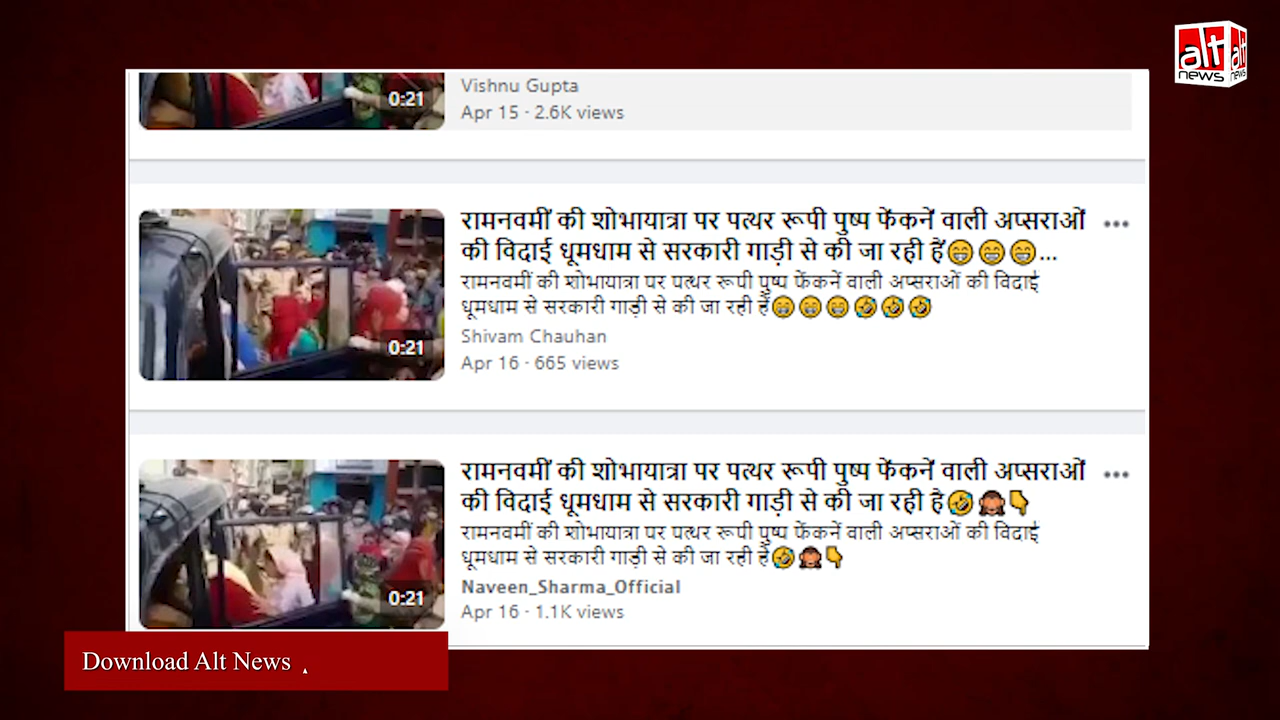 alt alt
news news
Vishnu Gupta
0:21
Apr 15 · 2.6K views
रामनवमीं की शोभायात्रा पर पत्थर रूपी पुष्प फेंकनें वाली अप्सराओं
की विदाई धूमधाम से सरकारी गाड़ी से की जा रही हैं😁😁😁...
रामनवमीं की शोभायात्रा पर पत्थर रूपी पुष्प फेंकनें वाली अप्सराओं की विदाई
धूमधाम से सरकारी गाड़ी से की जा रही हैं😁😁😁🤣🤣🤣
Shivam Chauhan
0:21
Apr 16 · 665 views
रामनवमीं की शोभायात्रा पर पत्थर रूपी पुष्प फेंकनें वाली अप्सराओं
की विदाई धूमधाम से सरकारी गाड़ी से की जा रही है🤣🙈👇
रामनवमीं की शोभायात्रा पर पत्थर रूपी पुष्प फेंकनें वाली अप्सराओं की विदाई
धूमधाम से सरकारी गाड़ी से की जा रही हैं🤣🙈👇
Naveen_Sharma_Official
0:21
Apr 16 · 1.1K views
Download Alt News